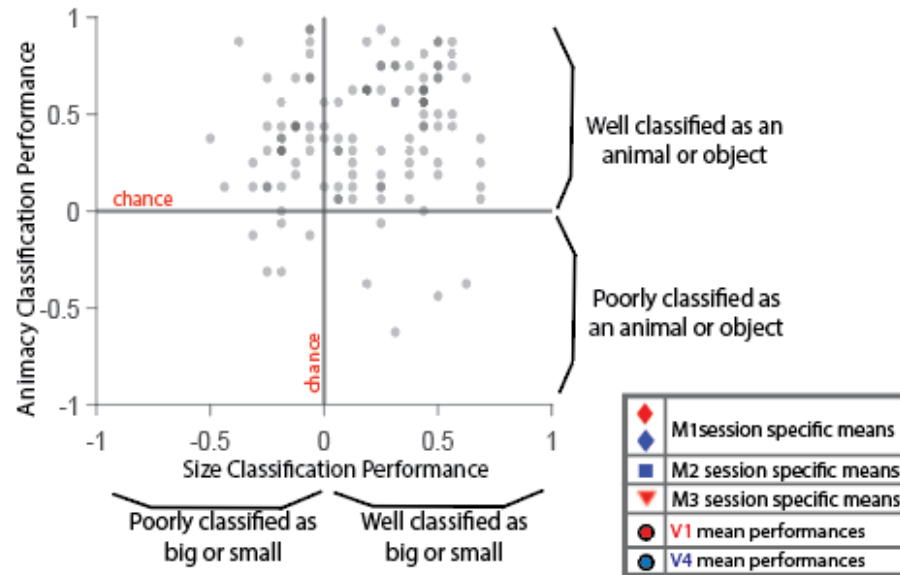 Animacy Classification Performance
1
0.5
0
-0.5
-1
chance
chance
-1
-0.5
0
0.5
1
Size Classification Performance
Poorly classified as
big or small
Well classified as
big or small
Well classified as an
animal or object
Poorly classified as
an animal or object
M1session specific means
M2 session specific means
M3 session specific means
V1 mean performances
V4 mean performances